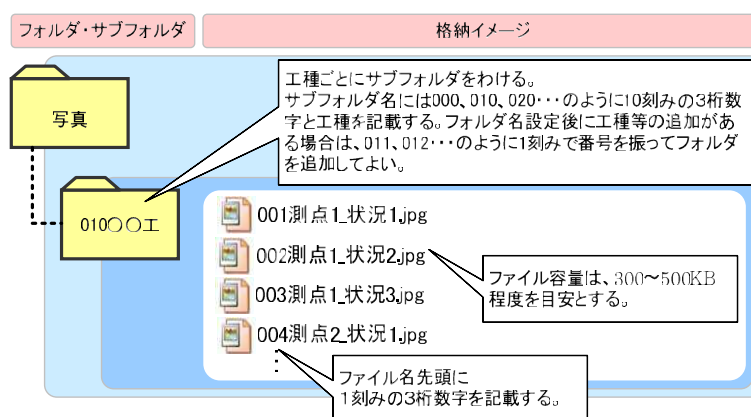 フォルダ・サブフォルダ
格納イメージ
写真
工種ごとにサブフォルダをわける。
サブフォルダ名には000、010、020・・・のように10刻みの3桁数
字と工種を記載する。フォルダ名設定後に工種等の追加があ
る場合は、011、012・・・のように1刻みで番号を振ってフォルダ
を追加してよい。
010○○工
001測点1_状況1.jpg
002測点1_状況2.jpg
003測点1_状況3.jpg
004測点2_状況1.jpg
ファイル容量は、300~500KB
程度を目安とする。
ファイル名先頭に
1刻みの3桁数字を記載する。